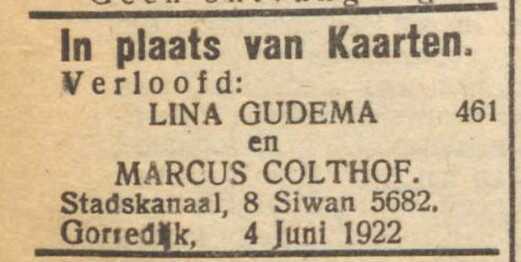 In plaats van Kaarten.
Verloofd:
LINA GUDEMA 461
en
MARCUS COLTHOF.
Stadskanaal, 8 Siwan 5682.
Gorredijk, 4 Juni 1922